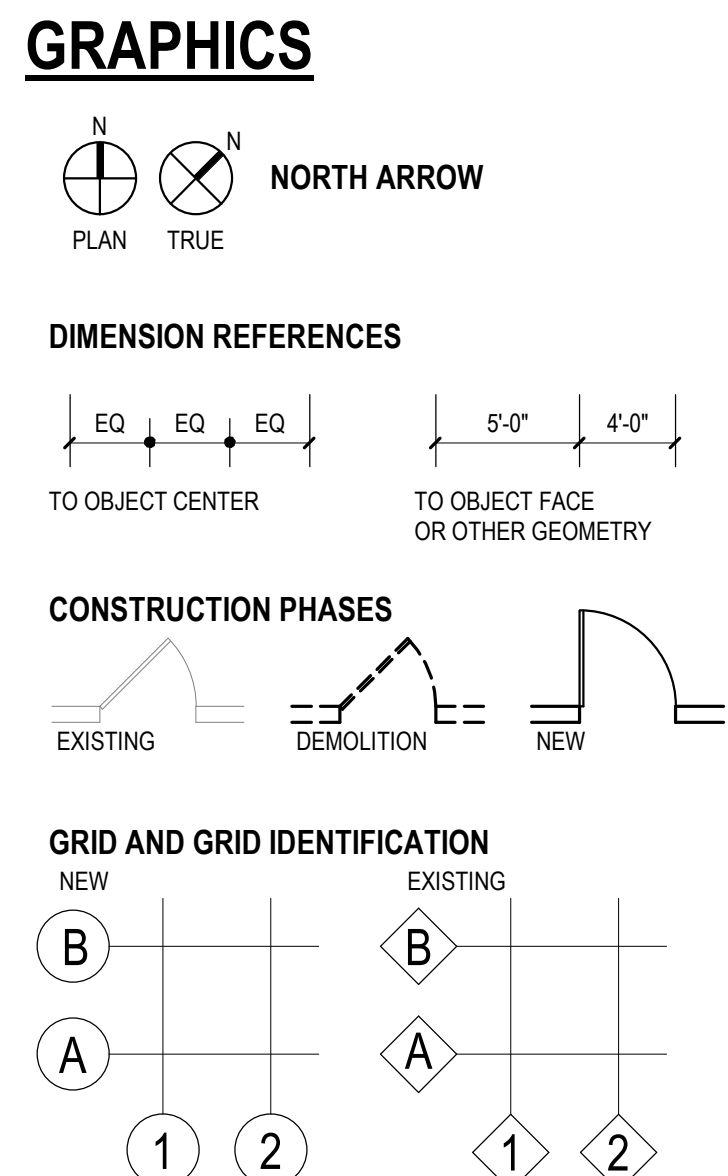 GRAPHICS
N N
NORTH ARROW
PLAN TRUE
DIMENSION REFERENCES
EQ EQ EQ
TO OBJECT CENTER
5'-0" 4'-0"
TO OBJECT FACE
OR OTHER GEOMETRY
CONSTRUCTION PHASES
EXISTING DEMOLITION NEW
GRID AND GRID IDENTIFICATION
NEW
B
A
1 2
EXISTING
B
A
1 2